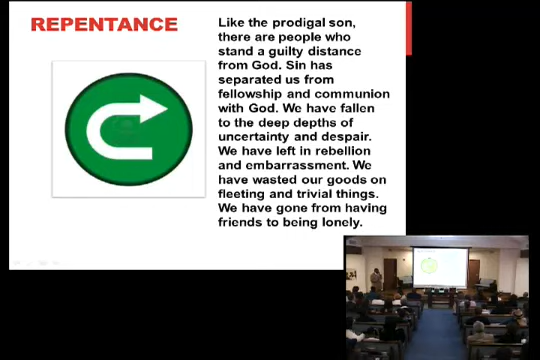 REPENTANCE
Like the prodigal son,
there are people who
stand a guilty distance
from God. Sin has
separated us from
fellowship and communion
with God. We have fallen
to the deep depths of
uncertainty and despair.
We have left in rebellion
and embarrassment. We
have wasted our goods on
fleeting and trivial things.
We have gone from having
friends to being lonely.